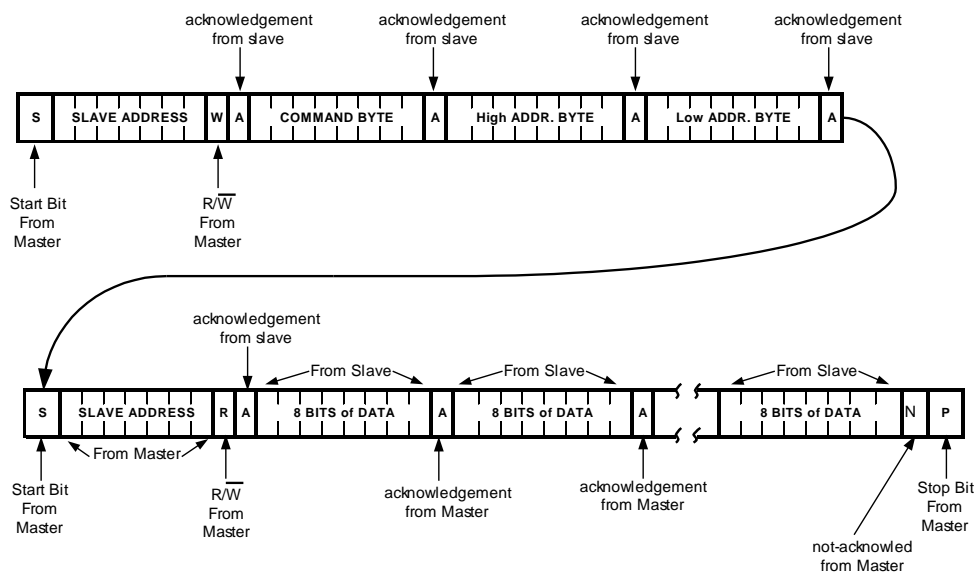 acknowledgement
from slave
acknowledgement
from slave
acknowledgement
from slave
acknowledgement
from slave
S SLAVE ADDRESS W A COMMAND BYTE A High ADDR. BYTE A Low ADDR. BYTE A
Start Bit
From
Master
R/W
From
Master
acknowledgement
from slave
From Slave
From Slave
From Slave
S SLAVE ADDRESS R A 8 BITS of DATA A 8 BITS of DATA A 8 BITS of DATA N P
From Master
Start Bit
From
Master
R/W
From
Master
acknowledgement
from Master
acknowledgement
from Master
not-acknowled
from Master
Stop Bit
From
Master